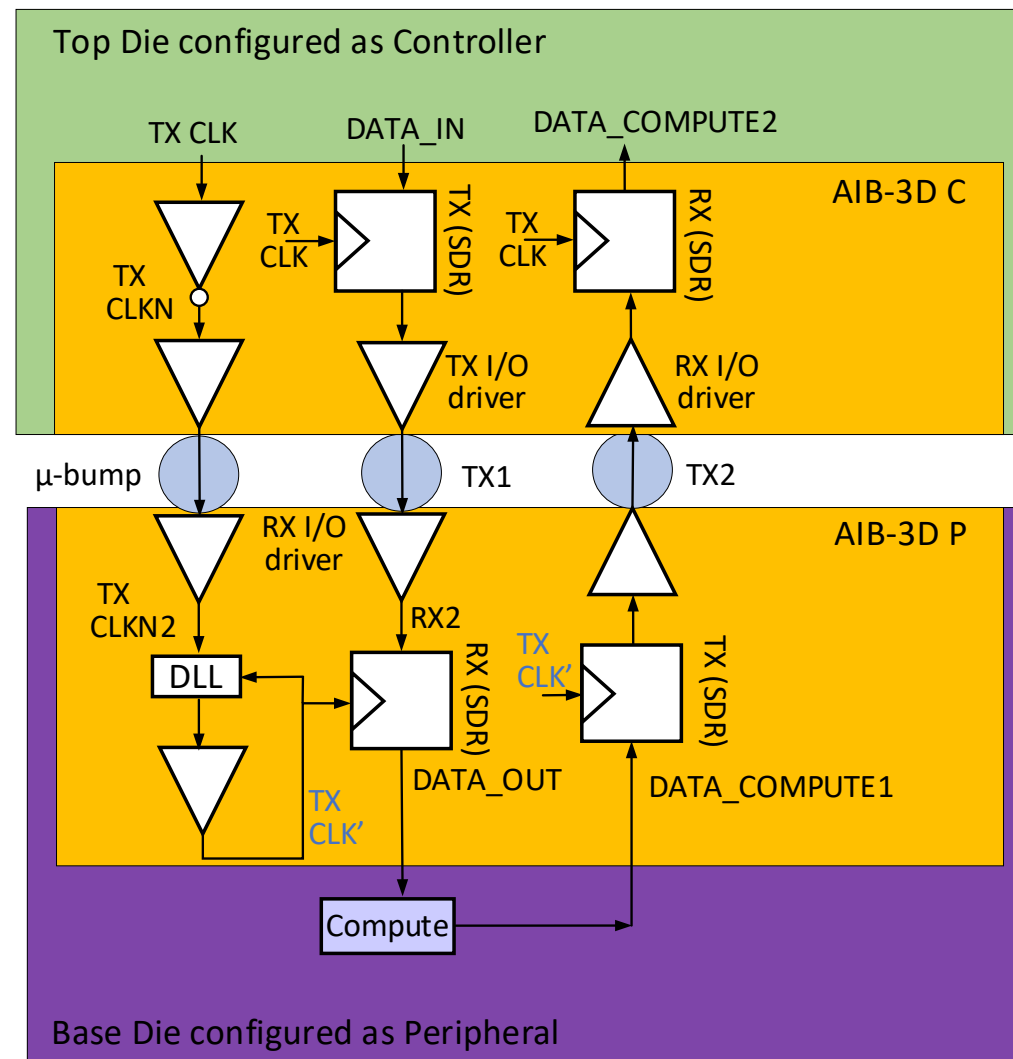 Top Die configured as Controller
TX CLK
DATA_IN
DATA_COMPUTE2
AIB-3D C
TX
CLK
TX (SDR)
TX
CLK
RX (SDR)
TX
CLKN
TX I/O
driver
RX I/O
driver
μ-bump
TX1
TX2
AIB-3D P
RX I/O
driver
TX
CLKN2
RX2
DLL
RX (SDR)
TX
CLK’
TX (SDR)
DATA_OUT
DATA_COMPUTE1
TX
CLK’
Compute
Base Die configured as Peripheral